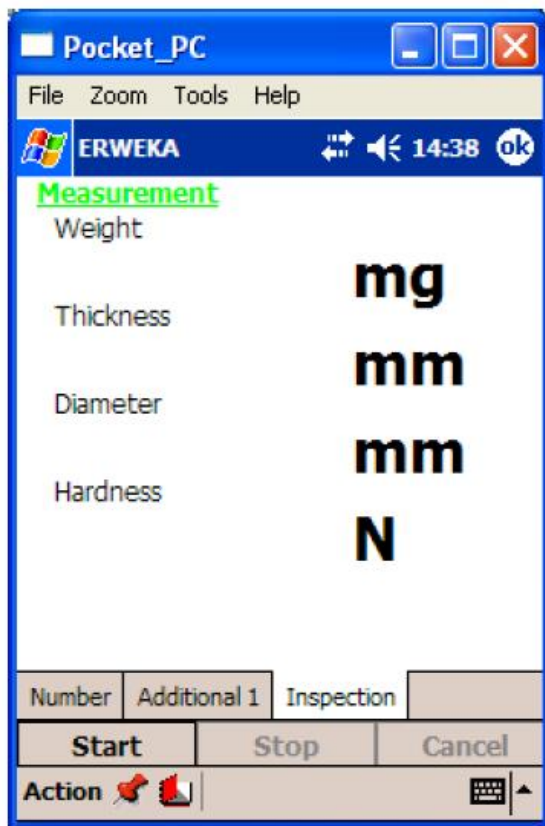 Pocket_PC
File Zoom Tools Help
ERWEKA 14:38 ok
Measurement
Weight
mg
Thickness
mm
Diameter
mm
Hardness
N
Number Additional 1 Inspection
Start Stop Cancel
Action